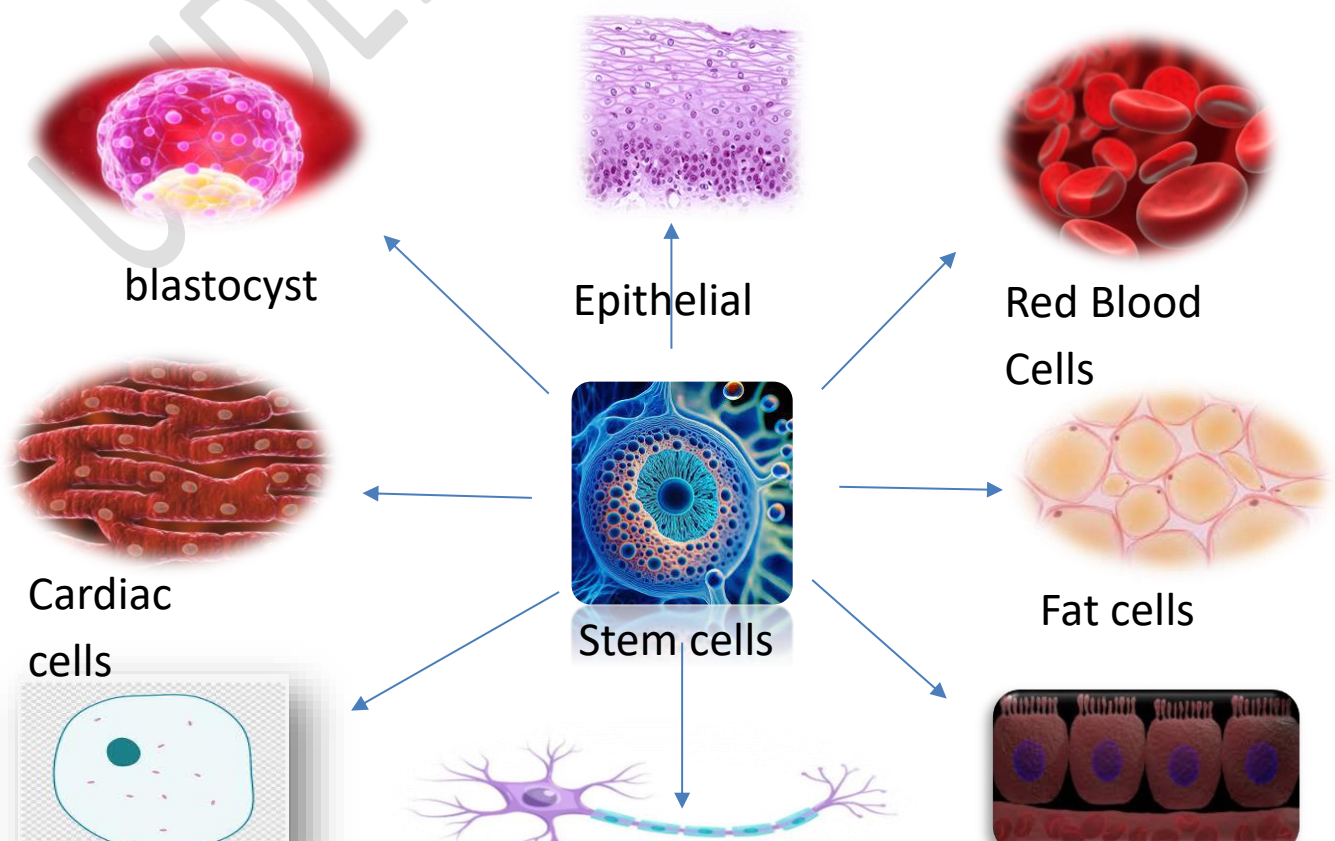 blastocyst
Epithelial
Red Blood
Cells
Cardiac
cells
Stem cells
Fat cells